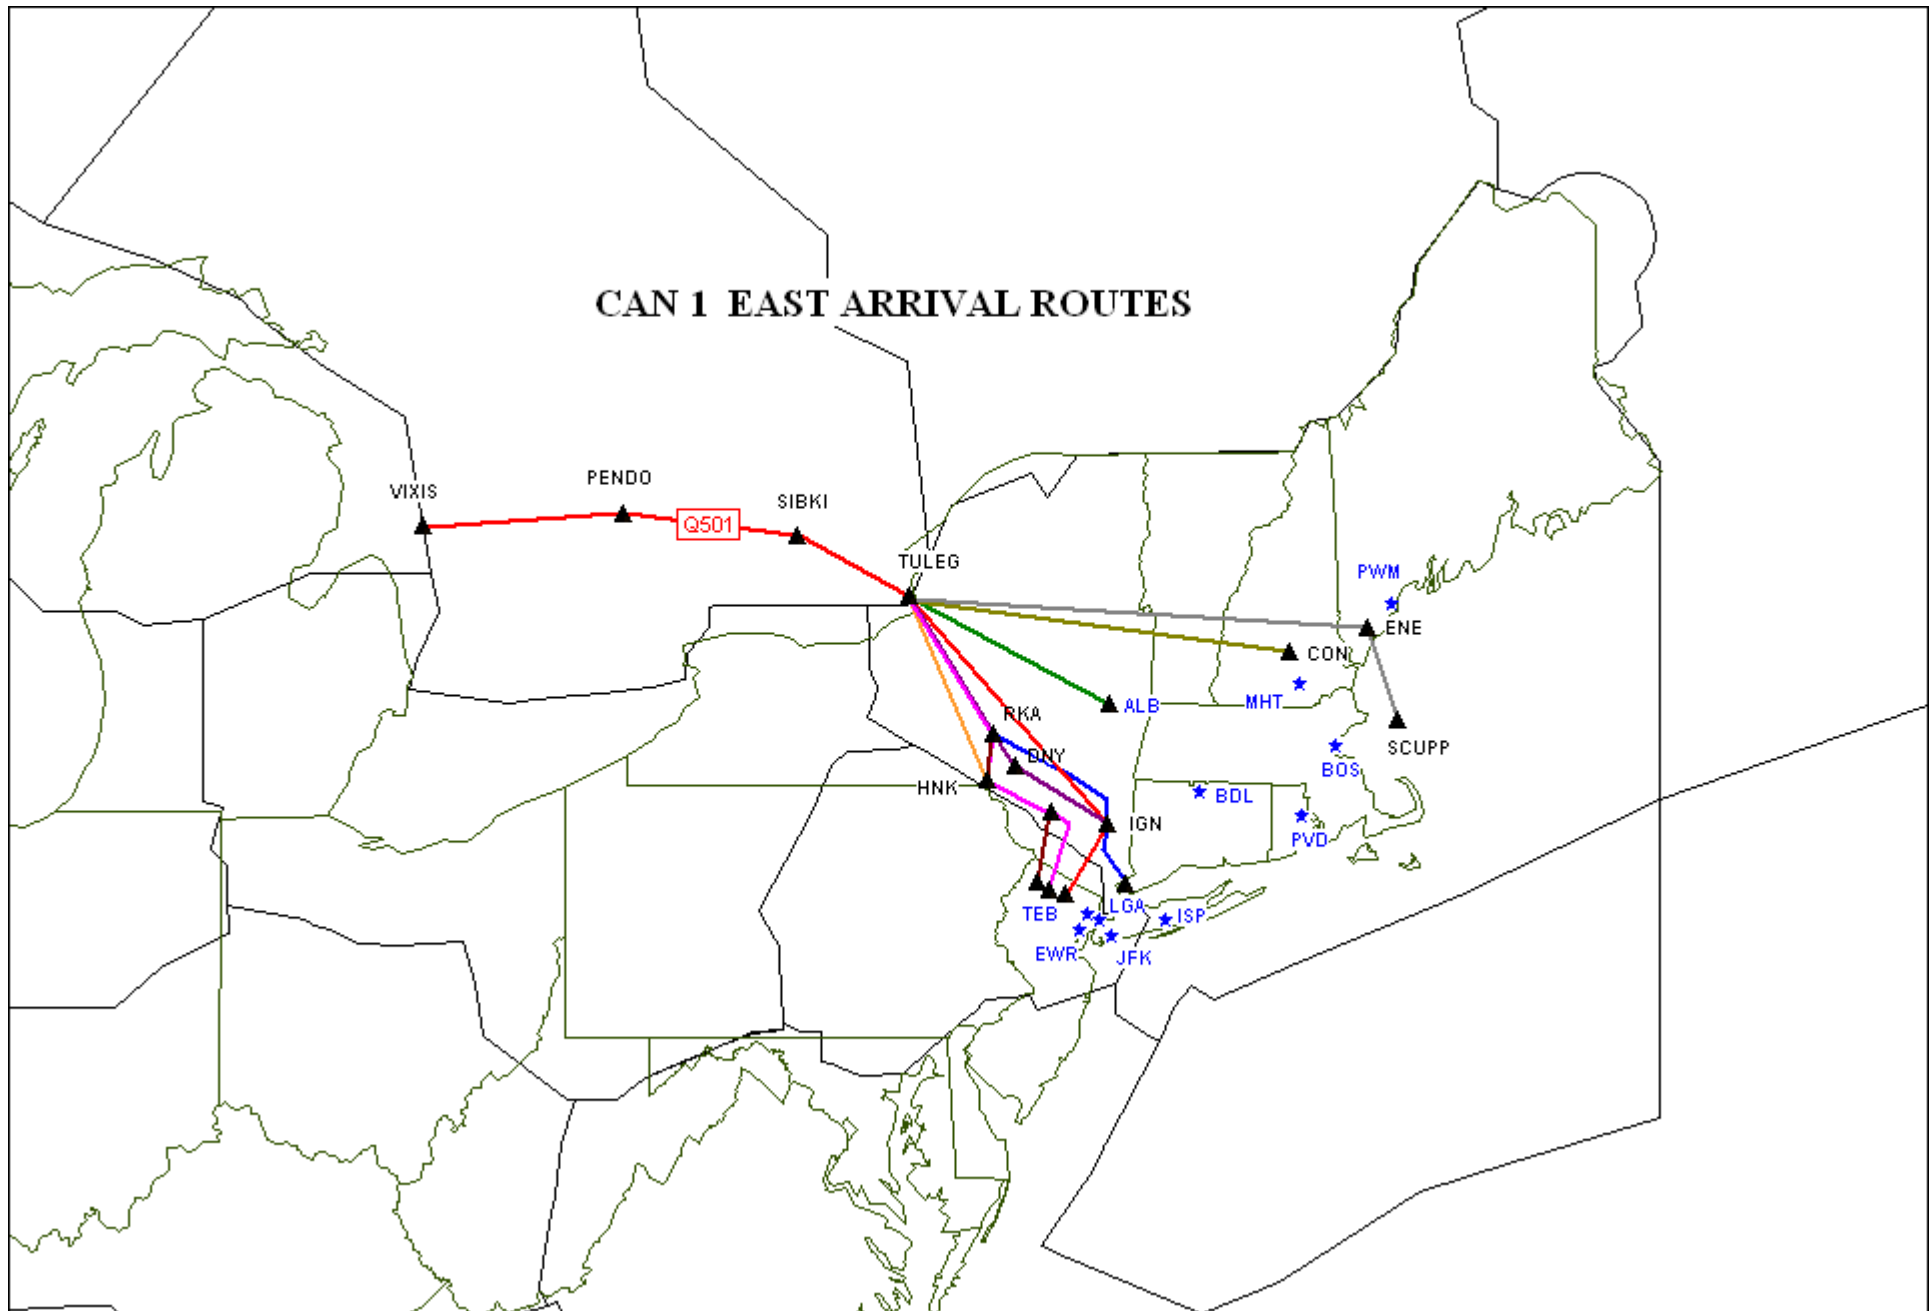 CAN 1 EAST ARRIVAL ROUTES
PENDO
VIXIS
SIBKI
Q501
TULEG
PWM
ENE
CON
MHT
ALB
RKA
SCUPP
DNY
BOS
HNK
BDL
IGN
PVD
LGA
TEB
ISP
EWR
JFK